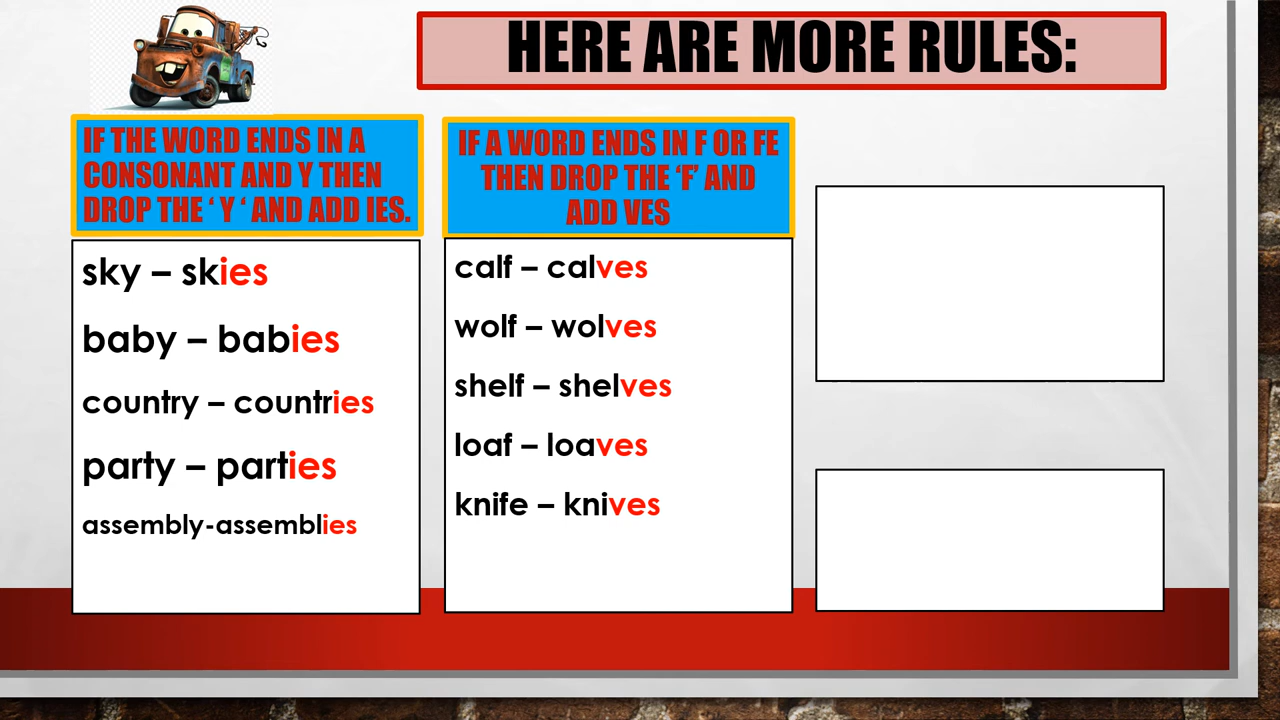 HERE ARE MORE RULES:
IF THE WORD ENDS IN A
CONSONANT AND Y THEN
DROP THE ‘ Y ‘ AND ADD IES.
sky – skies
baby – babies
country – countries
party – parties
assembly-assemblies
IF A WORD ENDS IN F OR FE
THEN DROP THE ‘F’ AND
ADD VES
calf – calves
wolf – wolves
shelf – shelves
loaf – loaves
knife – knives